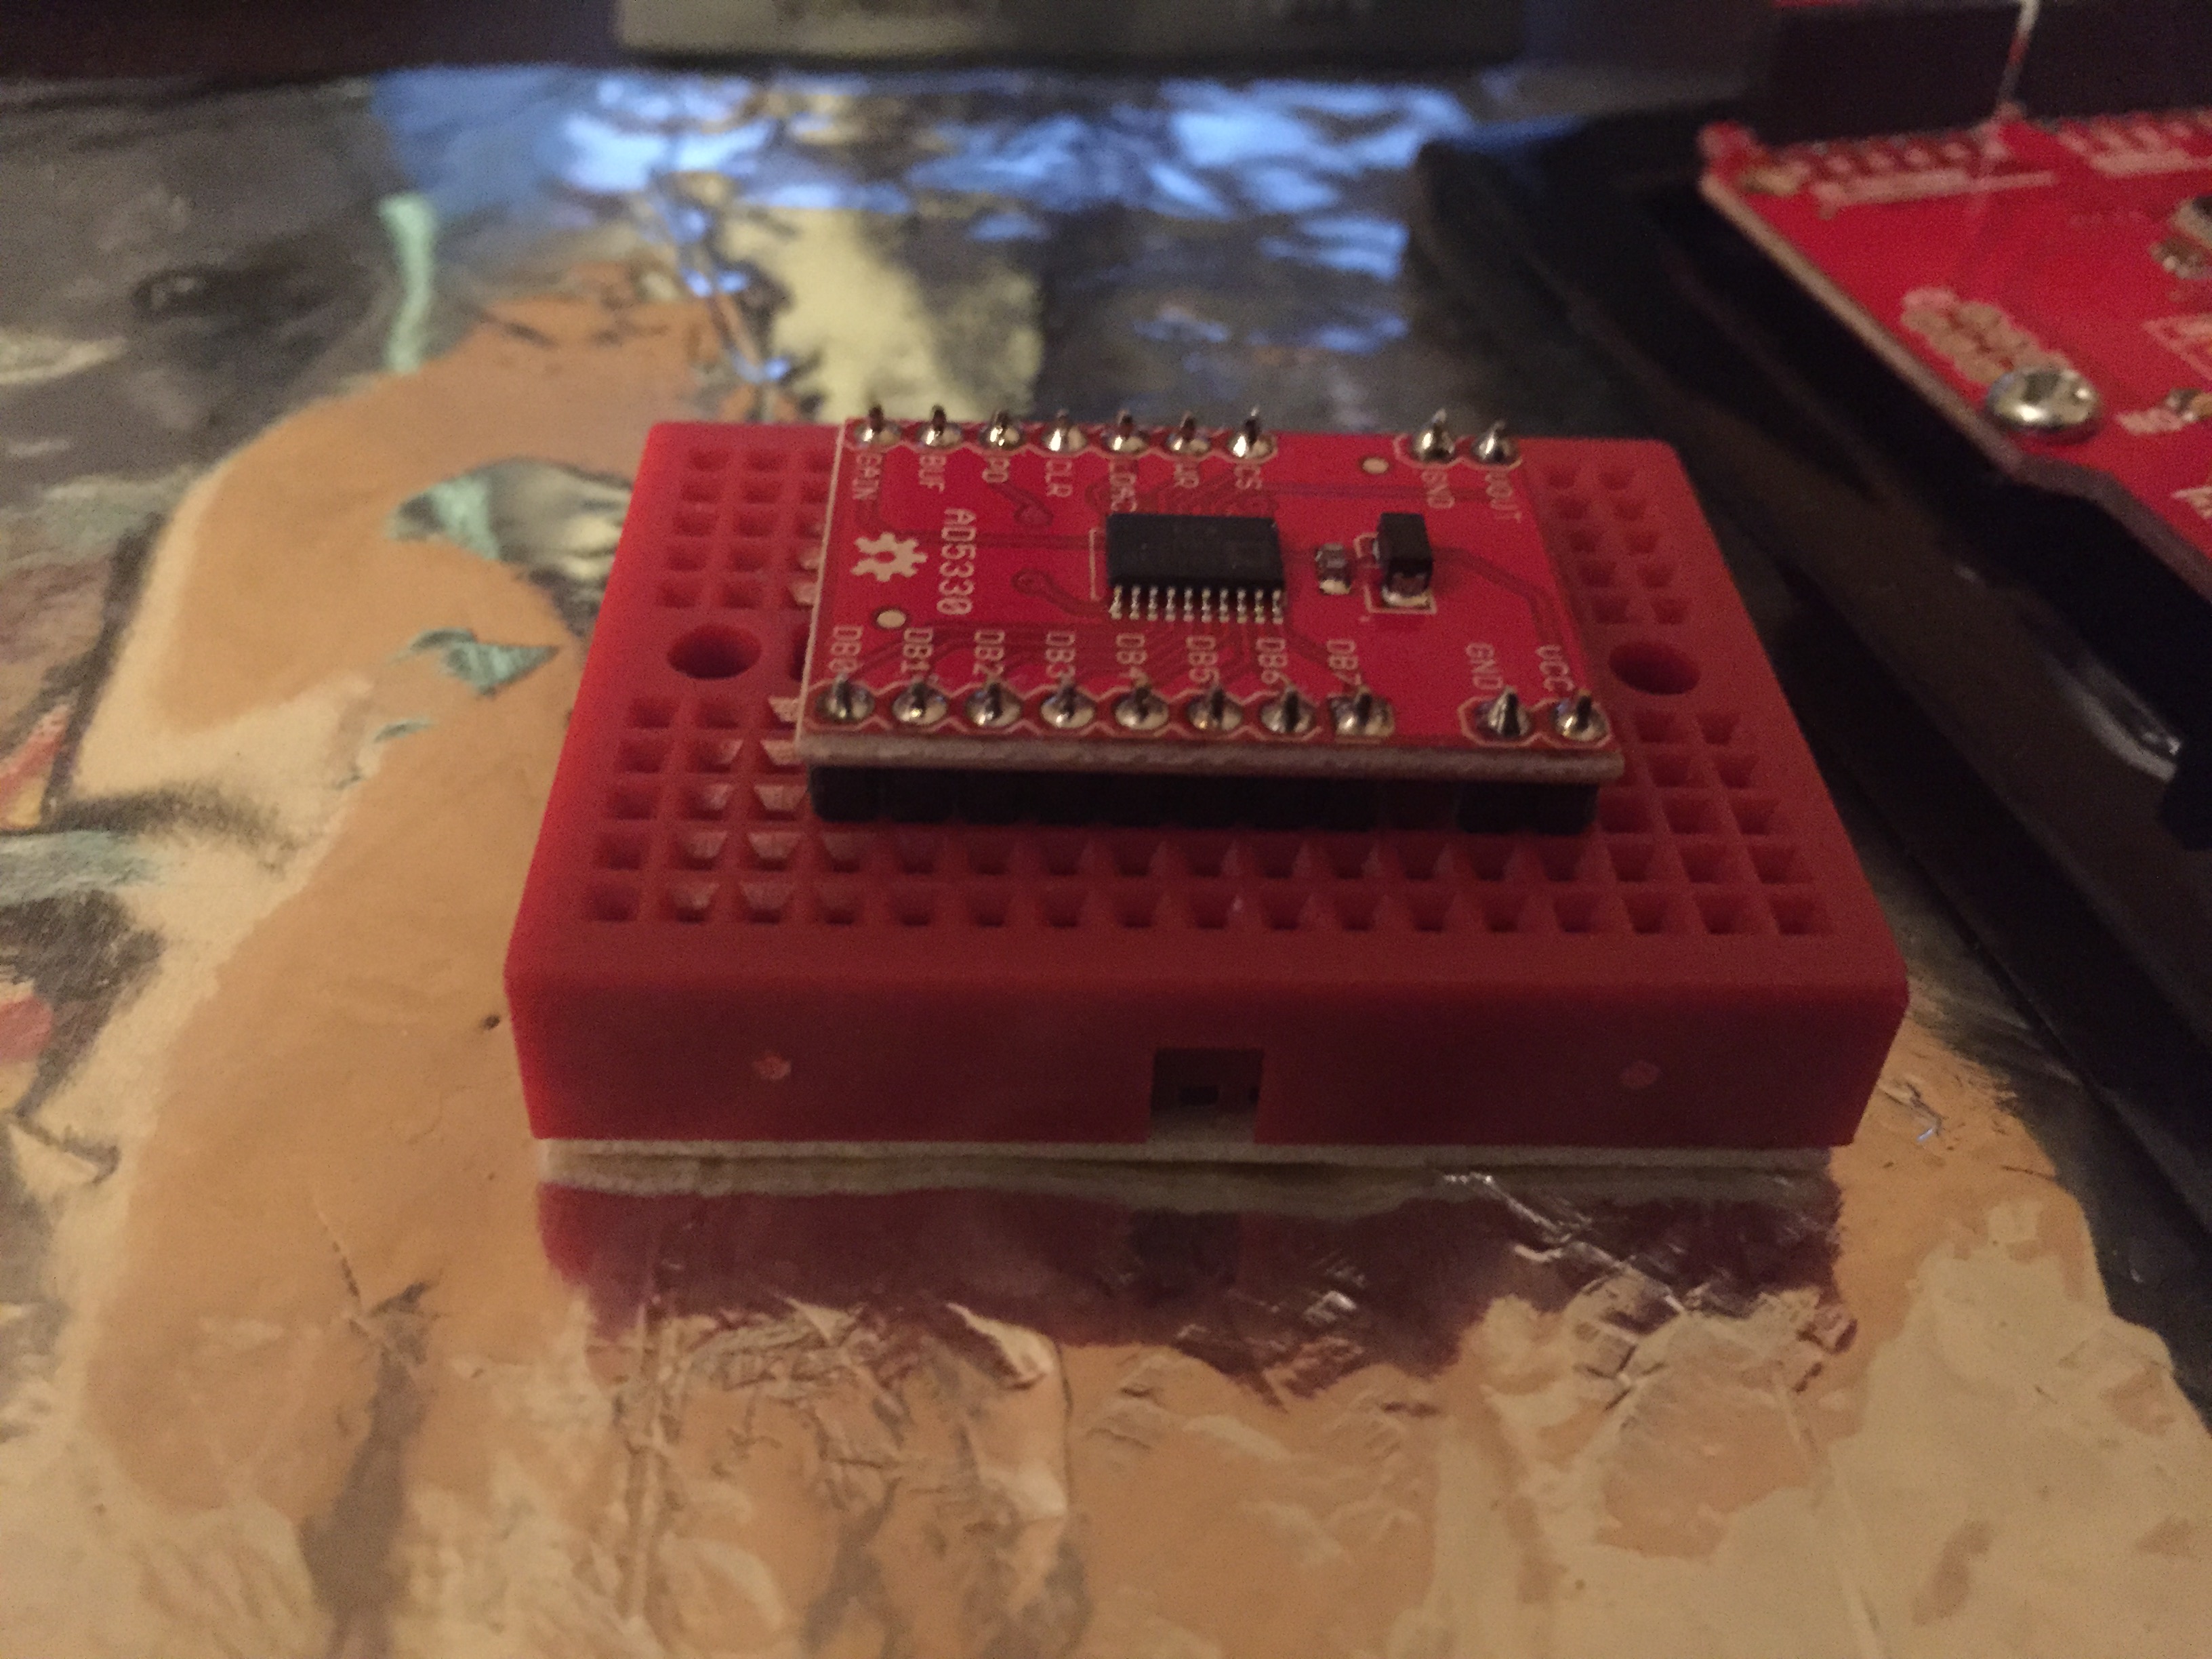 GAIN BUF PD CLR LDAC WR CS GND VOUT
AD5330
DB0 DB1 DB2 DB3 DB4 DB5 DB6 DB7 GND VCC